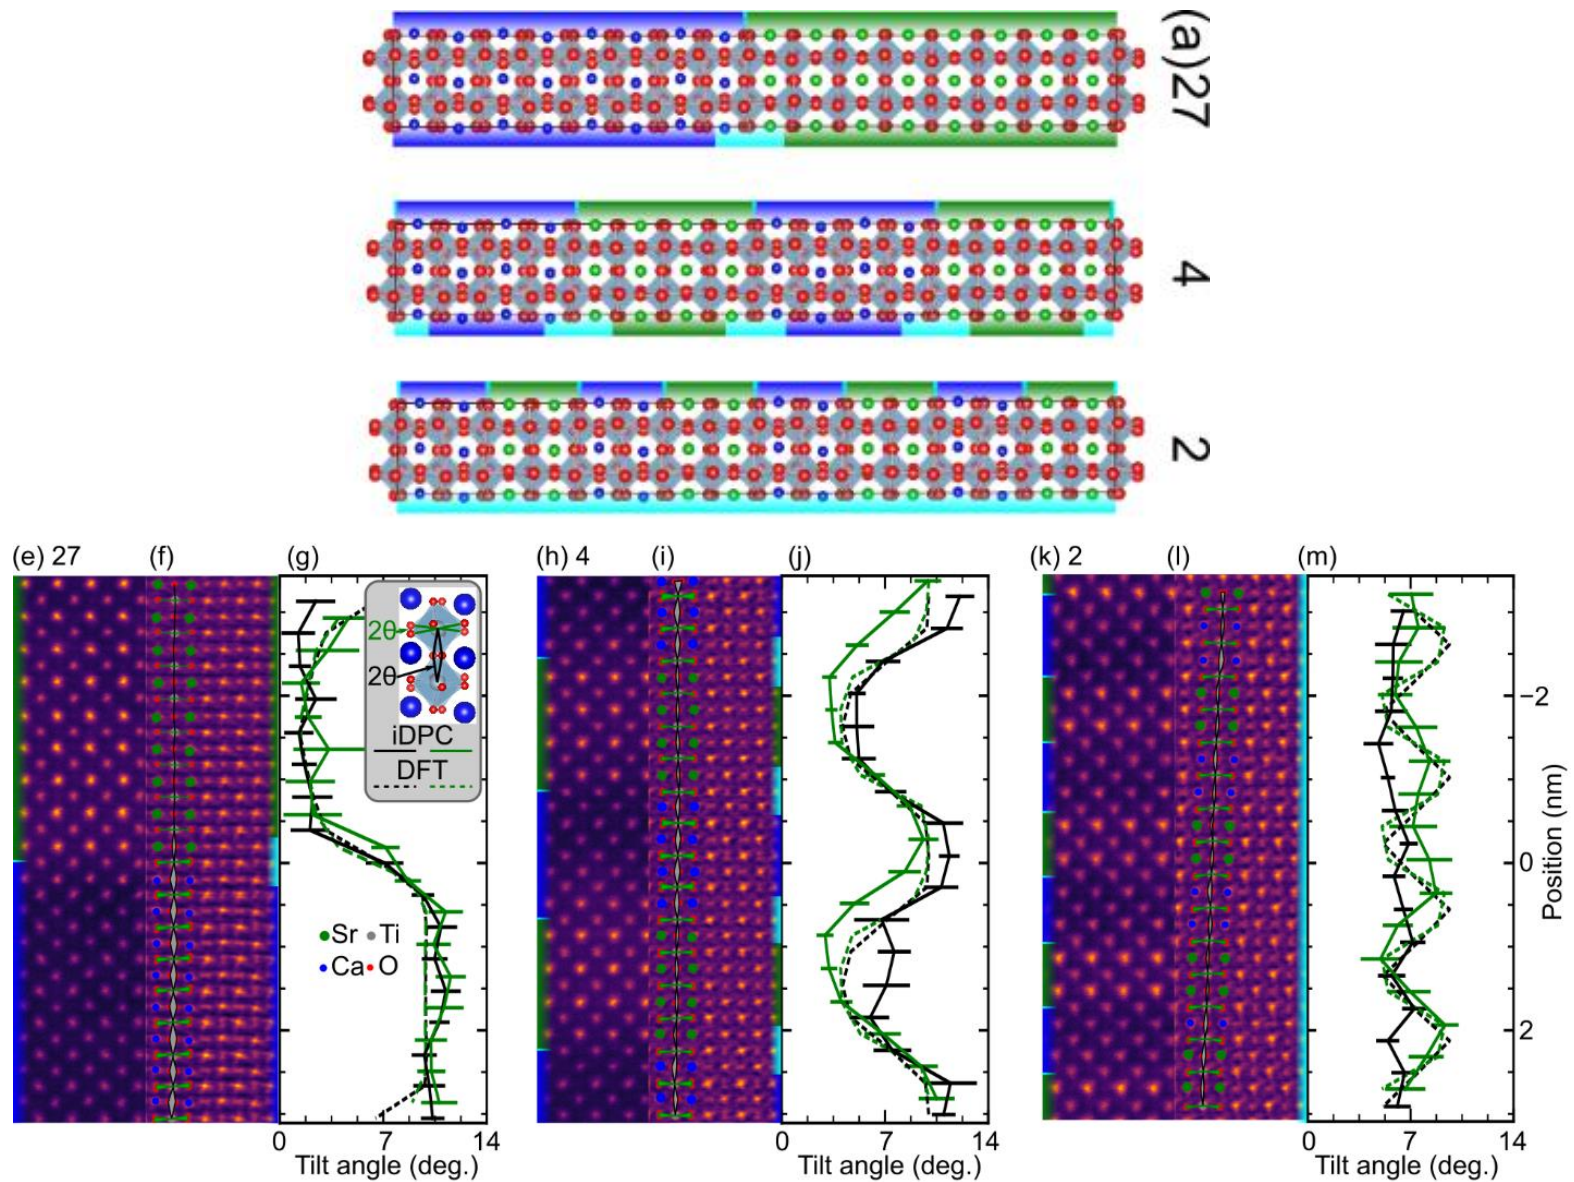 (a)27
4
2
(e) 27
(f)
(g)
(h) 4
(i)
(j)
(k) 2
(l)
(m)
2θ
2θ
iDPC
DFT
Sr Ti
Ca O
-2
0
2
Position (nm)
0 7 14
Tilt angle (deg.)
0 7 14
Tilt angle (deg.)
0 7 14
Tilt angle (deg.)